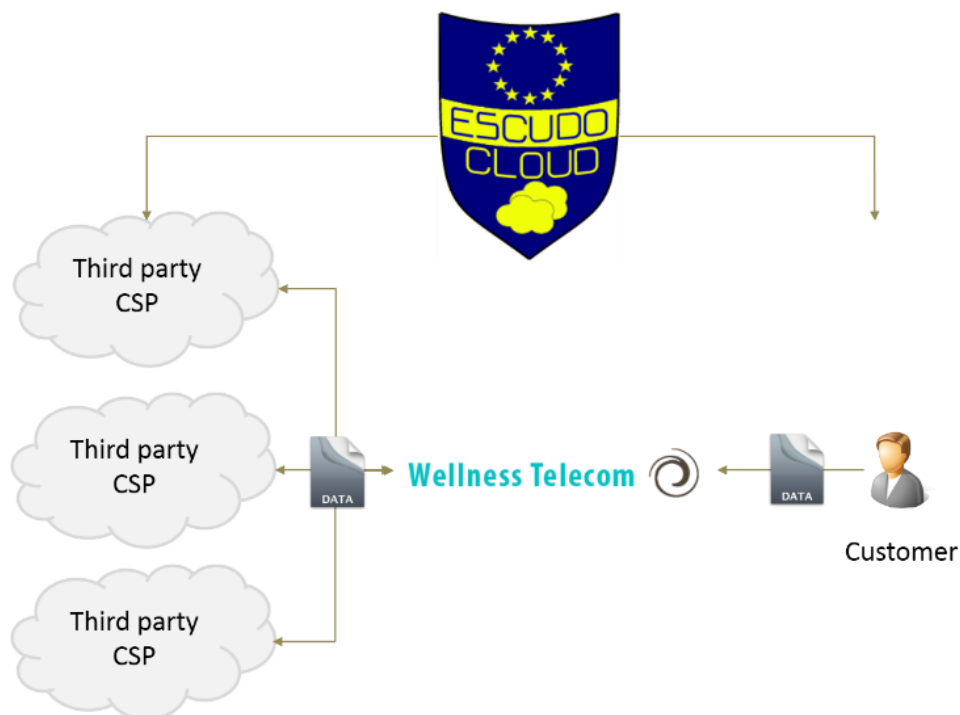 ESCUDO
CLOUD
Third party
CSP
Third party
CSP
DATA
Wellness Telecom
DATA
Customer
Third party
CSP